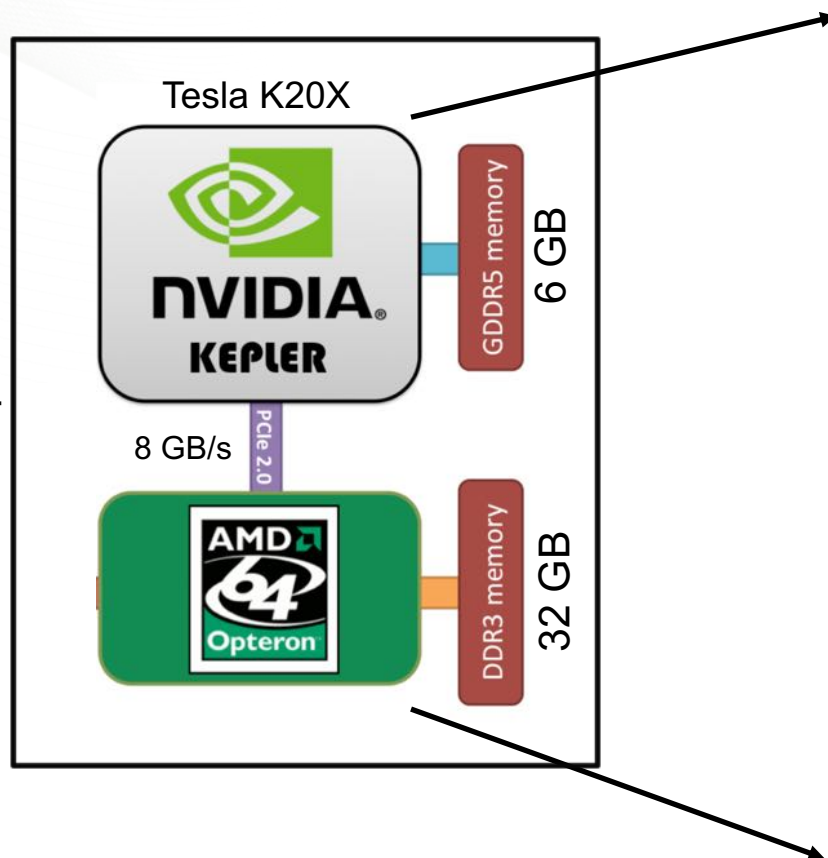 Tesla K20X
NVIDIA®
KEPLER
GDDR5 memory
6 GB
8 GB/s
PCIe 2.0
AMD
64
Opteron
DDR3 memory
32 GB